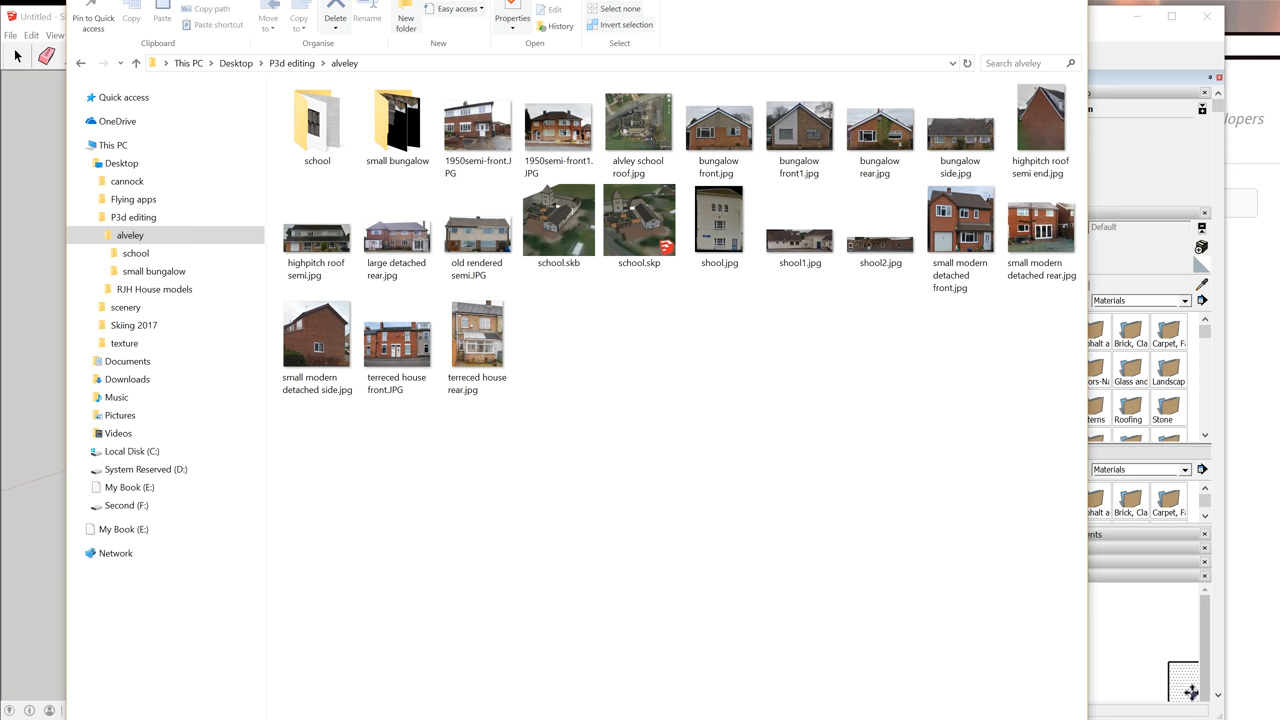 Untitled - S
File Edit View
Pin to Quick access
Copy
Paste
Copy path
Paste shortcut
Clipboard
Move to
Copy to
Delete
Rename
Organise
New folder
Easy access
New
Properties
Edit
History
Open
Select none
Invert selection
Select
This PC > Desktop > P3d editing > alveley
Search alveley
Quick access
OneDrive
This PC
Desktop
cannock
Flying apps
P3d editing
alveley
school
small bungalow
RJH House models
scenery
Skiing 2017
texture
Documents
Downloads
Music
Pictures
Videos
Local Disk (C:)
System Reserved (D:)
My Book (E:)
Second (F:)
My Book (E:)
Network
school
small bungalow
1950semi-front.JPG
1950semi-front1.JPG
alvley school roof.jpg
bungalow front.jpg
bungalow front1.jpg
bungalow rear.jpg
bungalow side.jpg
highpitch roof semi end.jpg
highpitch roof semi.jpg
large detached rear.jpg
old rendered semi.JPG
school.skb
school.skp
shool.jpg
shool1.jpg
shool2.jpg
small modern detached front.jpg
small modern detached rear.jpg
small modern detached side.jpg
terreced house front.JPG
terreced house rear.jpg
lopers
Default
Materials
Brick, Cla
Carpet, Fa
Glass and
Landscap
Roofing
Stone
Materials
Brick, Cla
Carpet, Fa